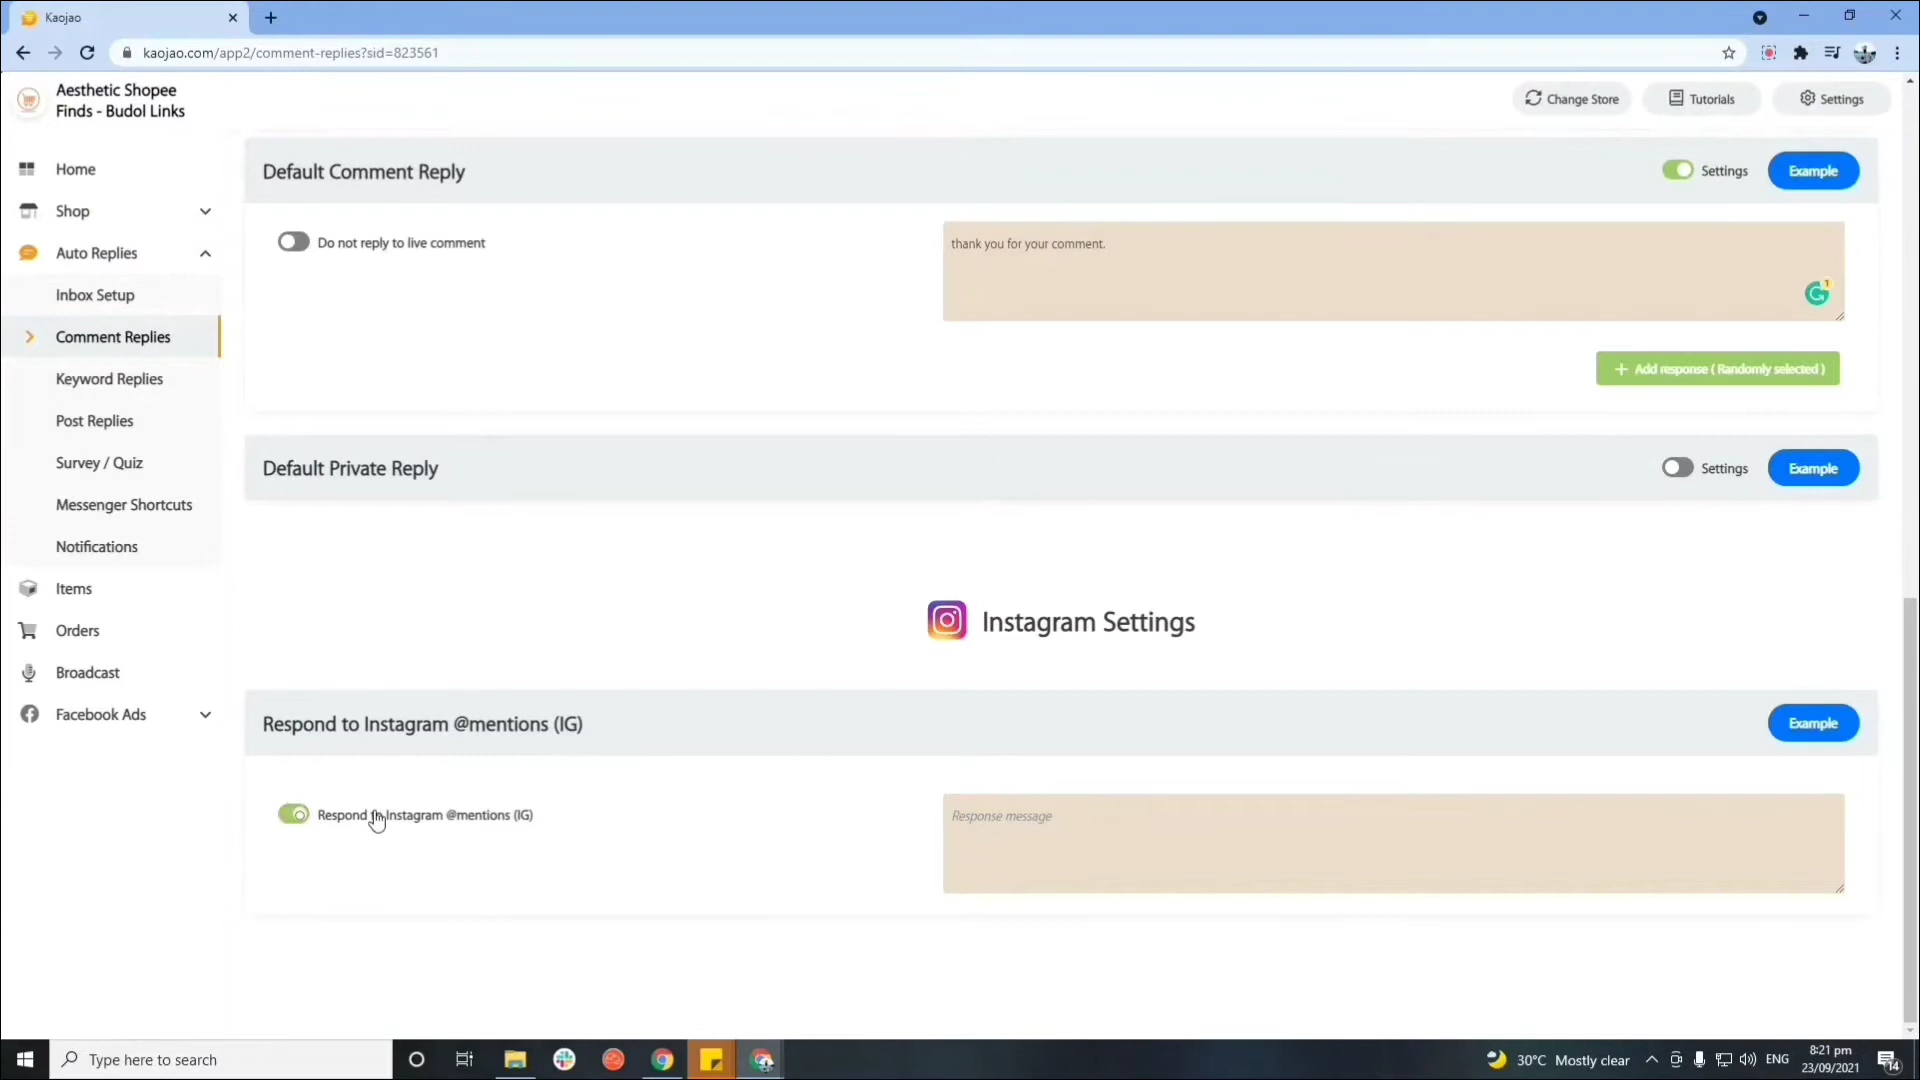 Kaojao
kaojao.com/app2/comment-replies?sid=823561
Aesthetic Shopee
Finds - Budol Links
Change Store
Tutorials
Settings
Home
Shop
Auto Replies
Inbox Setup
Comment Replies
Keyword Replies
Post Replies
Survey / Quiz
Messenger Shortcuts
Notifications
Items
Orders
Broadcast
Facebook Ads
Default Comment Reply
Settings
Example
Do not reply to live comment
thank you for your comment.
1
+ Add response ( Randomly selected )
Default Private Reply
Settings
Example
Instagram Settings
Respond to Instagram @mentions (IG)
Example
Respond to Instagram @mentions (IG)
Response message
Type here to search
30°C Mostly clear
ENG
8:21 pm
23/09/2021
14